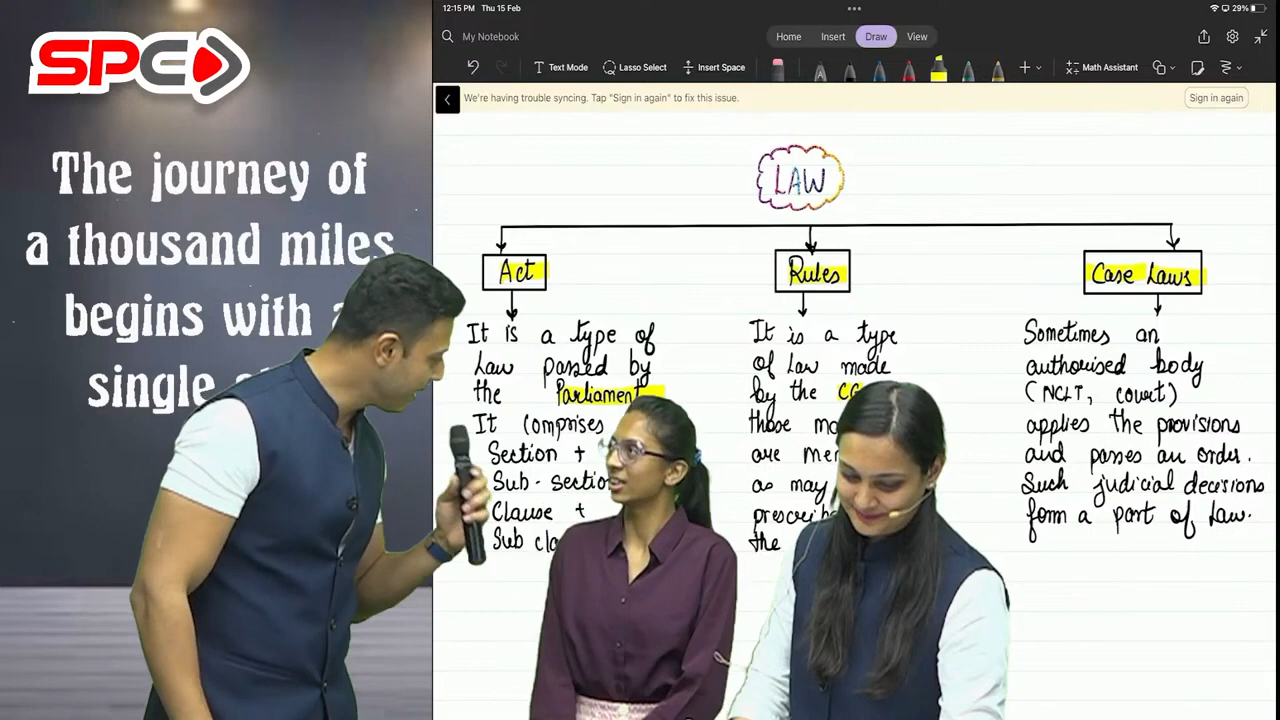 SPE
The journey of
a thousand miles
begins with a
single
12:15 PM Thu 15 Feb
29%
My Notebook
Home Insert Draw View
Text Mode Lasso Select Insert Space Math Assistant
We're having trouble syncing. Tap "Sign in again" to fix this issue.
Sign in again
LAW
Act
It is a type of
Law passed by
the Parliament
It comprises
Section +
Sub-section
Clause +
Sub
Rules
It is a type
of Law made
by the
those
are
as may
the
Case Laws
Sometimes an
authorised body
(NCLT, court)
applies the provisions
and passes an order.
Such judicial decisions
form a part of Law.